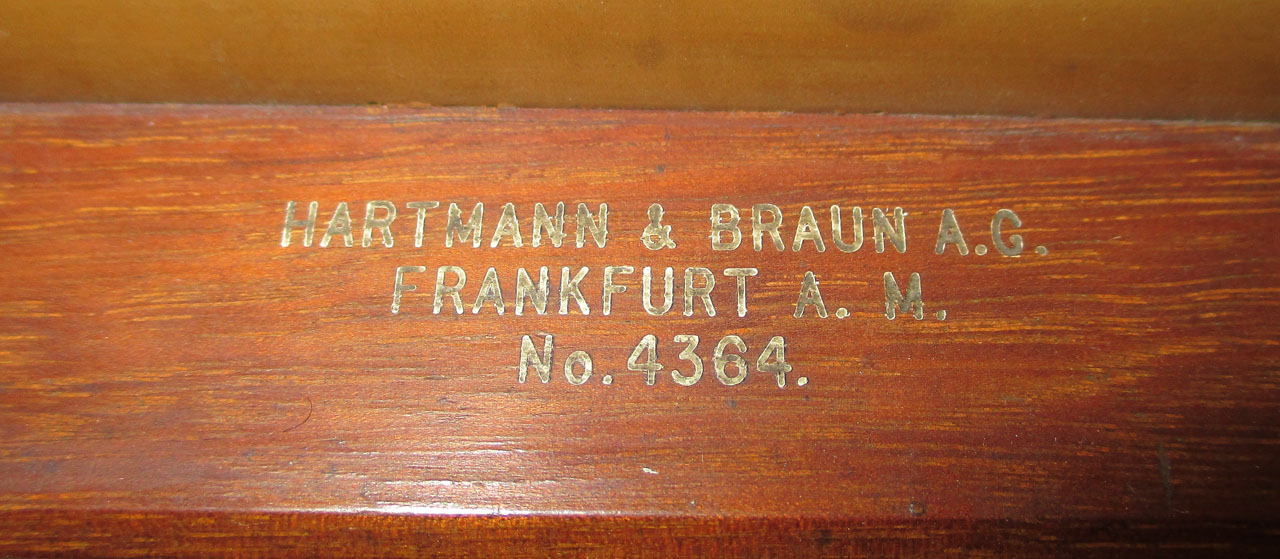 HARTMANN & BRAUN A.G.
FRANKFURT A. M.
No. 4364.